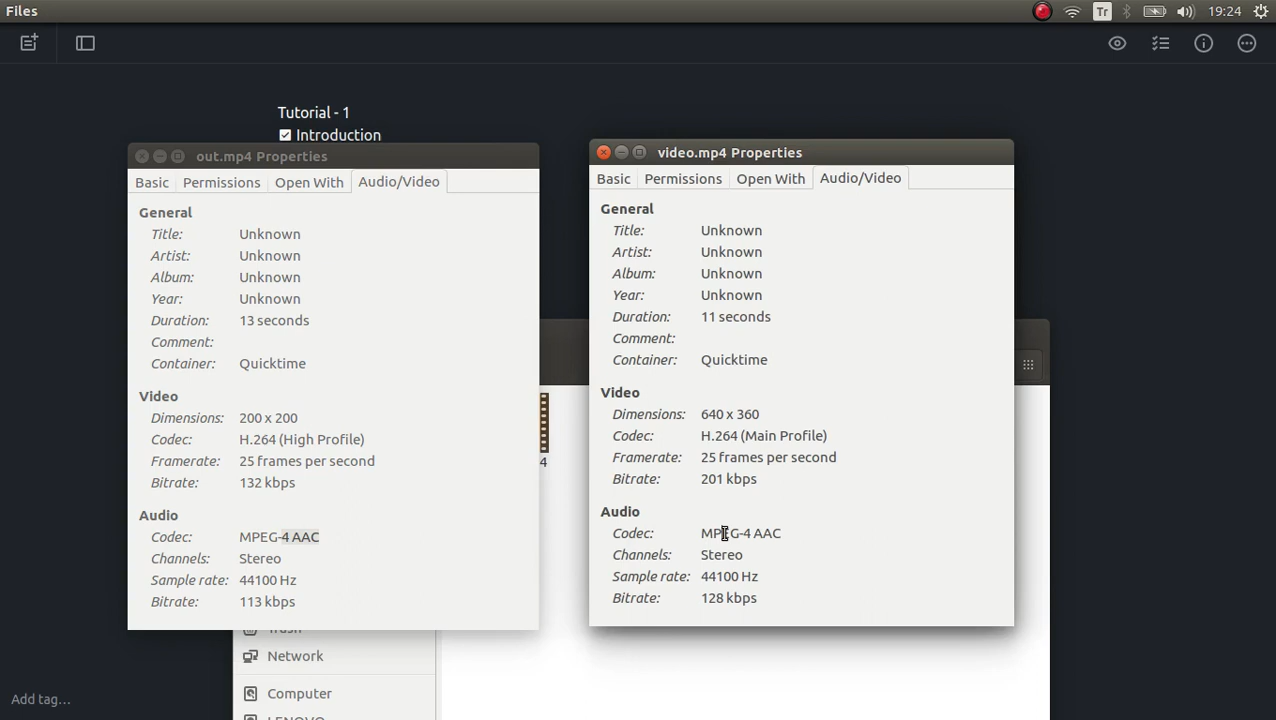 Files
Tr
19:24
Tutorial - 1
Introduction
out.mp4 Properties
Basic
Permissions
Open With
Audio/Video
General
Title: Unknown
Artist: Unknown
Album: Unknown
Year: Unknown
Duration: 13 seconds
Comment:
Container: Quicktime
Video
Dimensions: 200 x 200
Codec: H.264 (High Profile)
Framerate: 25 frames per second
Bitrate: 132 kbps
Audio
Codec: MPEG-4 AAC
Channels: Stereo
Sample rate: 44100 Hz
Bitrate: 113 kbps
video.mp4 Properties
Basic
Permissions
Open With
Audio/Video
General
Title: Unknown
Artist: Unknown
Album: Unknown
Year: Unknown
Duration: 11 seconds
Comment:
Container: Quicktime
Video
Dimensions: 640 x 360
Codec: H.264 (Main Profile)
Framerate: 25 frames per second
Bitrate: 201 kbps
Audio
Codec: MPEG-4 AAC
Channels: Stereo
Sample rate: 44100 Hz
Bitrate: 128 kbps
4
Trash
Network
Computer
LENOVO
Add tag...